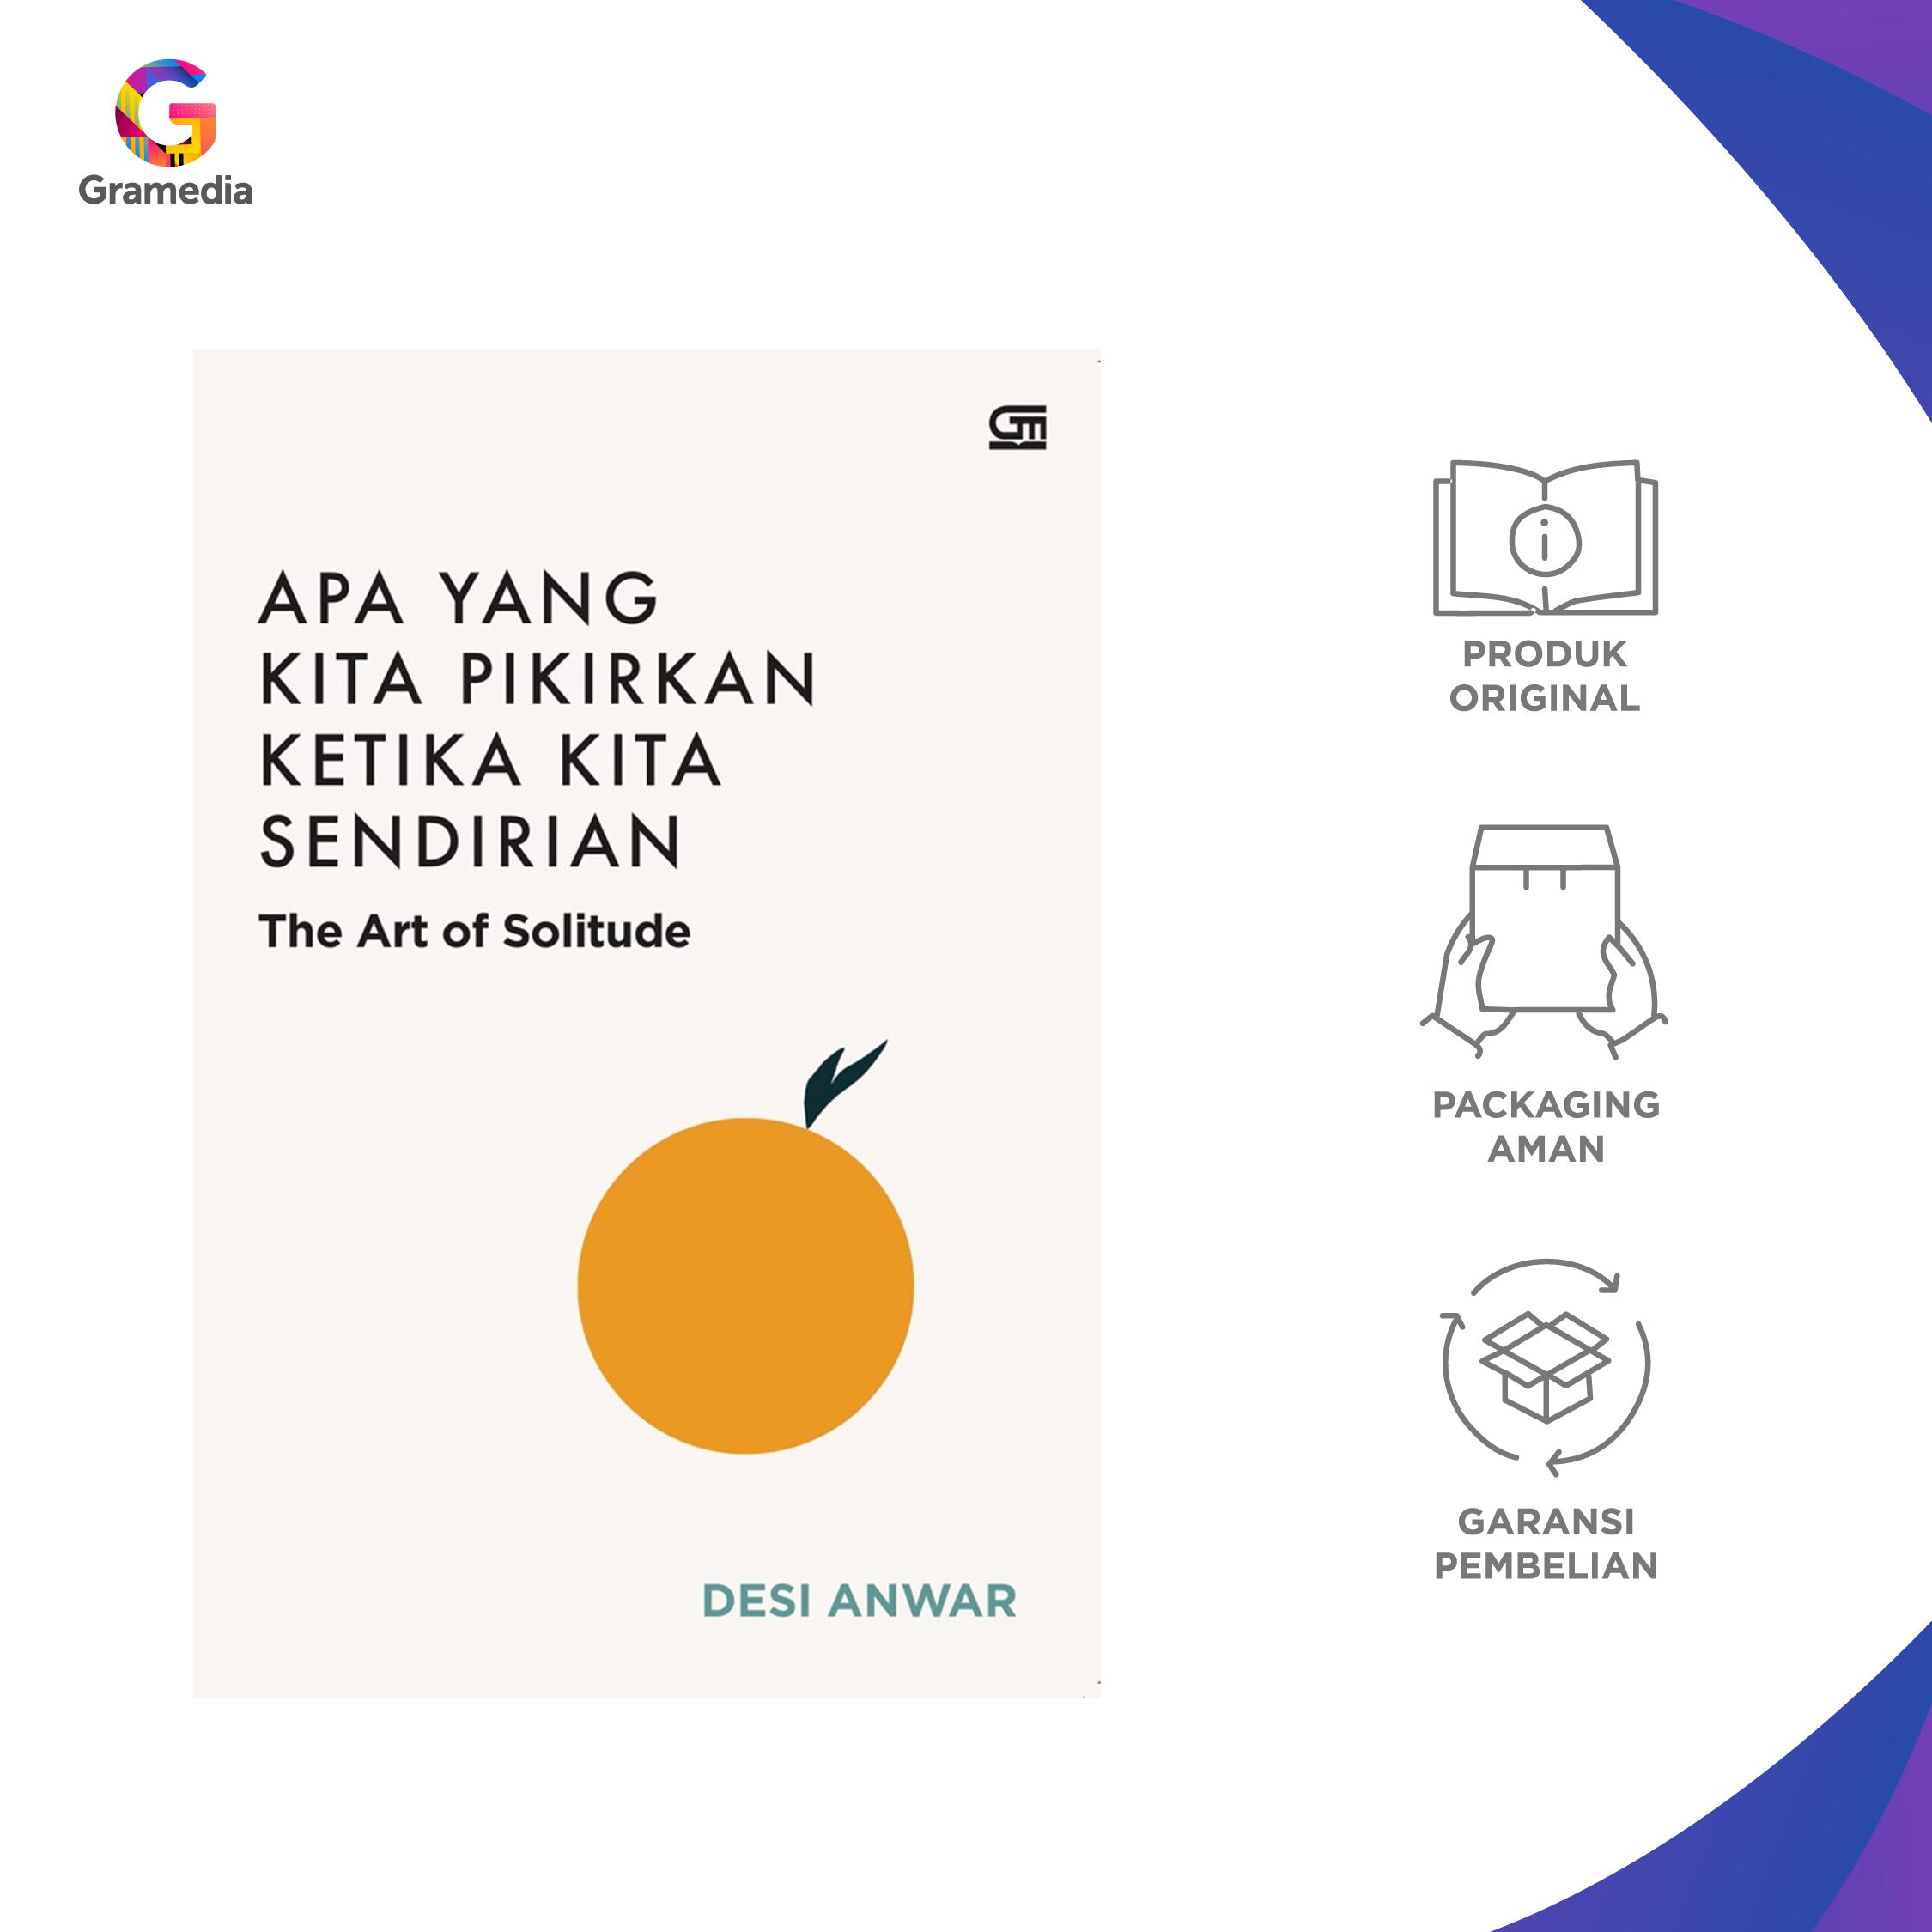 Gramedia
APA YANG
KITA PIKIRKAN
KETIKA KITA
SENDIRIAN
The Art of Solitude
DESI ANWAR
PRODUK
ORIGINAL
PACKAGING
AMAN
GARANSI
PEMBELIAN